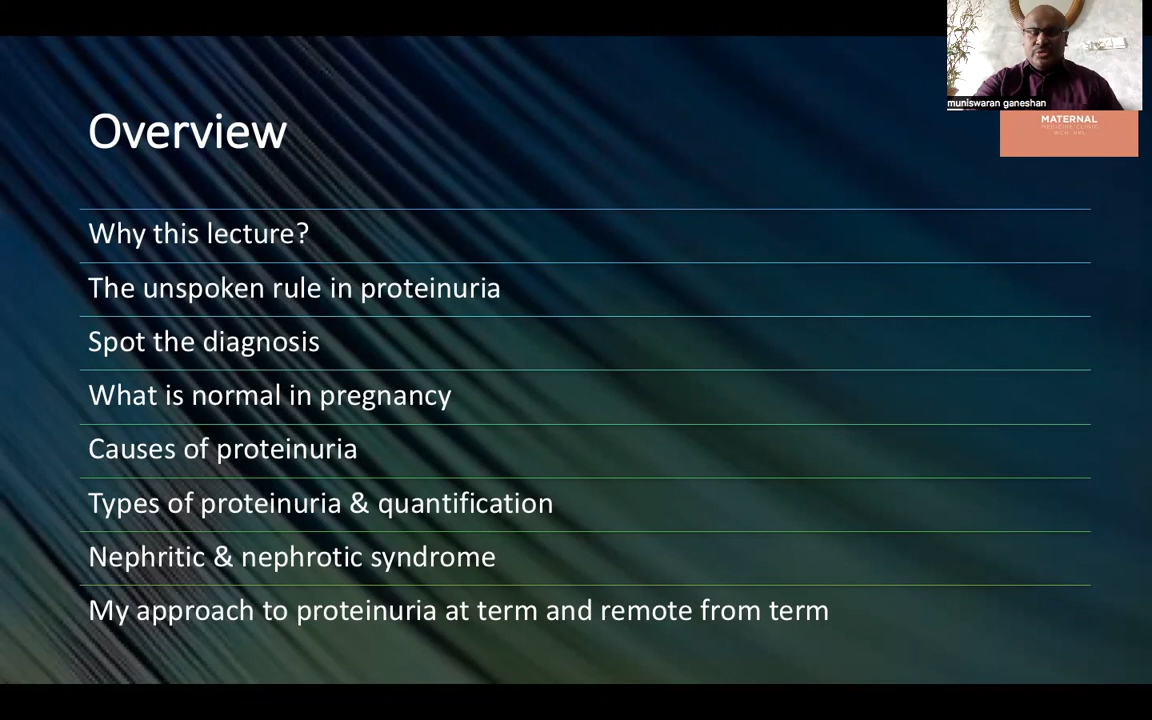 muniswaran ganeshan
MATERNAL
MEDICINE CLINIC
Overview
Why this lecture?
The unspoken rule in proteinuria
Spot the diagnosis
What is normal in pregnancy
Causes of proteinuria
Types of proteinuria & quantification
Nephritic & nephrotic syndrome
My approach to proteinuria at term and remote from term